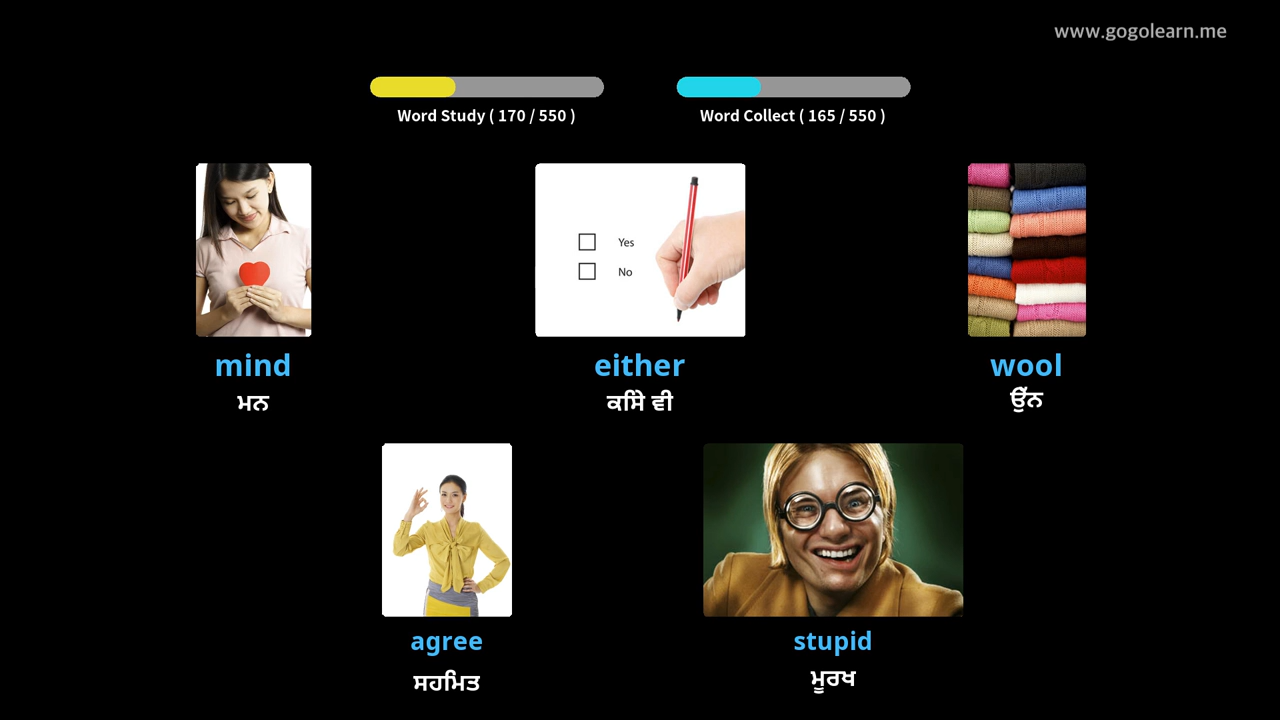 www.gogolearn.me
Word Study ( 170 / 550 )
Word Collect ( 165 / 550 )
Yes
No
mind
either
wool
ਮਨ
ਕਿਸੇ ਵੀ
ਉੱਨ
agree
stupid
ਸਹਿਮਤ
ਮੂਰਖ